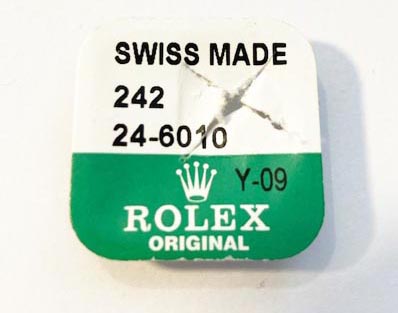 SWISS MADE
242
24-6010
Y-09
ROLEX
ORIGINAL